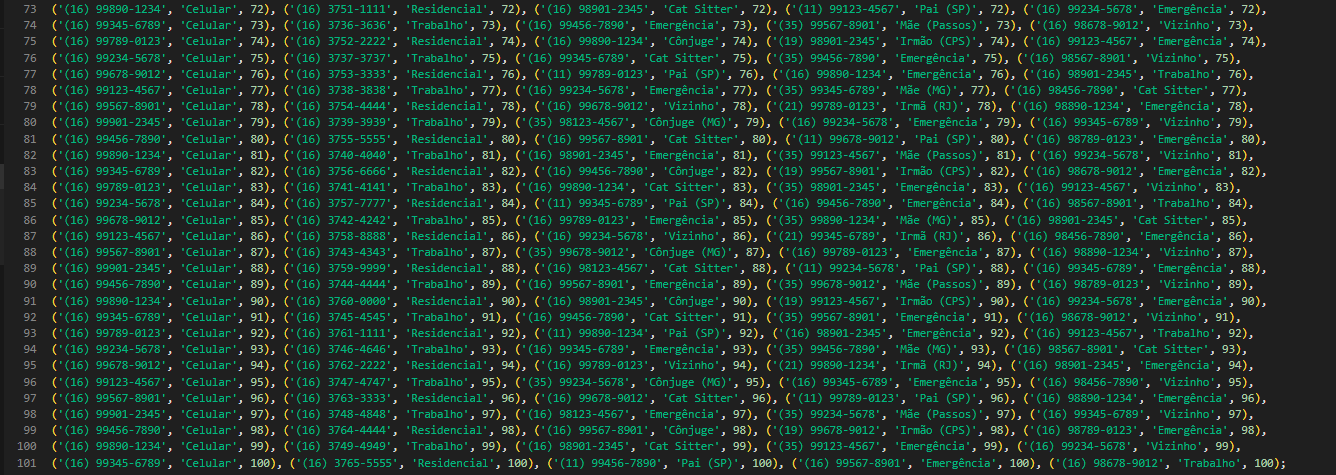 73 ('(16) 99890-1234', 'Celular', 72), ('(16) 3751-1111', 'Residencial', 72), ('(16) 98901-2345', 'Cat Sitter', 72), ('(11) 99123-4567', 'Pai (SP)', 72), ('(16) 99234-5678', 'Emergência', 72),
74 ('(16) 99345-6789', 'Celular', 73), ('(16) 3736-3636', 'Trabalho', 73), ('(16) 99456-7890', 'Emergência', 73), ('(35) 99567-8901', 'Mãe (Passos)', 73), ('(16) 98678-9012', 'Vizinho', 73),
75 ('(16) 99789-0123', 'Celular', 74), ('(16) 3752-2222', 'Residencial', 74), ('(16) 99890-1234', 'Cônjuge', 74), ('(19) 98901-2345', 'Irmão (CPS)', 74), ('(16) 99123-4567', 'Emergência', 74),
76 ('(16) 99234-5678', 'Celular', 75), ('(16) 3737-3737', 'Trabalho', 75), ('(16) 99345-6789', 'Cat Sitter', 75), ('(35) 99456-7890', 'Emergência', 75), ('(16) 98567-8901', 'Vizinho', 75),
77 ('(16) 99678-9012', 'Celular', 76), ('(16) 3753-3333', 'Residencial', 76), ('(11) 99789-0123', 'Pai (SP)', 76), ('(16) 99890-1234', 'Emergência', 76), ('(16) 98901-2345', 'Trabalho', 76),
78 ('(16) 99123-4567', 'Celular', 77), ('(16) 3738-3838', 'Trabalho', 77), ('(16) 99234-5678', 'Emergência', 77), ('(35) 99345-6789', 'Mãe (MG)', 77), ('(16) 98456-7890', 'Cat Sitter', 77),
79 ('(16) 99567-8901', 'Celular', 78), ('(16) 3754-4444', 'Residencial', 78), ('(16) 99678-9012', 'Vizinho', 78), ('(21) 99789-0123', 'Irmã (RJ)', 78), ('(16) 98890-1234', 'Emergência', 78),
80 ('(16) 99901-2345', 'Celular', 79), ('(16) 3739-3939', 'Trabalho', 79), ('(35) 98123-4567', 'Cônjuge (MG)', 79), ('(16) 99234-5678', 'Emergência', 79), ('(16) 99345-6789', 'Vizinho', 79),
81 ('(16) 99456-7890', 'Celular', 80), ('(16) 3755-5555', 'Residencial', 80), ('(16) 99567-8901', 'Cat Sitter', 80), ('(11) 99678-9012', 'Pai (SP)', 80), ('(16) 98789-0123', 'Emergência', 80),
82 ('(16) 99890-1234', 'Celular', 81), ('(16) 3740-4040', 'Trabalho', 81), ('(16) 98901-2345', 'Emergência', 81), ('(35) 99123-4567', 'Mãe (Passos)', 81), ('(16) 99234-5678', 'Vizinho', 81),
83 ('(16) 99345-6789', 'Celular', 82), ('(16) 3756-6666', 'Residencial', 82), ('(16) 99456-7890', 'Cônjuge', 82), ('(19) 99567-8901', 'Irmão (CPS)', 82), ('(16) 98678-9012', 'Emergência', 82),
84 ('(16) 99789-0123', 'Celular', 83), ('(16) 3741-4141', 'Trabalho', 83), ('(16) 99890-1234', 'Cat Sitter', 83), ('(35) 98901-2345', 'Emergência', 83), ('(16) 99123-4567', 'Vizinho', 83),
85 ('(16) 99234-5678', 'Celular', 84), ('(16) 3757-7777', 'Residencial', 84), ('(11) 99345-6789', 'Pai (SP)', 84), ('(16) 99456-7890', 'Emergência', 84), ('(16) 98567-8901', 'Trabalho', 84),
86 ('(16) 99678-9012', 'Celular', 85), ('(16) 3742-4242', 'Trabalho', 85), ('(16) 99789-0123', 'Emergência', 85), ('(35) 99890-1234', 'Mãe (MG)', 85), ('(16) 98901-2345', 'Cat Sitter', 85),
87 ('(16) 99123-4567', 'Celular', 86), ('(16) 3758-8888', 'Residencial', 86), ('(16) 99234-5678', 'Vizinho', 86), ('(21) 99345-6789', 'Irmã (RJ)', 86), ('(16) 98456-7890', 'Emergência', 86),
88 ('(16) 99567-8901', 'Celular', 87), ('(16) 3743-4343', 'Trabalho', 87), ('(35) 99678-9012', 'Cônjuge (MG)', 87), ('(16) 99789-0123', 'Emergência', 87), ('(16) 98890-1234', 'Vizinho', 87),
89 ('(16) 99901-2345', 'Celular', 88), ('(16) 3759-9999', 'Residencial', 88), ('(16) 98123-4567', 'Cat Sitter', 88), ('(11) 99234-5678', 'Pai (SP)', 88), ('(16) 99345-6789', 'Emergência', 88),
90 ('(16) 99456-7890', 'Celular', 89), ('(16) 3744-4444', 'Trabalho', 89), ('(16) 99567-8901', 'Emergência', 89), ('(35) 99678-9012', 'Mãe (Passos)', 89), ('(16) 98789-0123', 'Vizinho', 89),
91 ('(16) 99890-1234', 'Celular', 90), ('(16) 3760-0000', 'Residencial', 90), ('(16) 98901-2345', 'Cônjuge', 90), ('(19) 99123-4567', 'Irmão (CPS)', 90), ('(16) 99234-5678', 'Emergência', 90),
92 ('(16) 99345-6789', 'Celular', 91), ('(16) 3745-4545', 'Trabalho', 91), ('(16) 99456-7890', 'Cat Sitter', 91), ('(35) 99567-8901', 'Emergência', 91), ('(16) 98678-9012', 'Vizinho', 91),
93 ('(16) 99789-0123', 'Celular', 92), ('(16) 3761-1111', 'Residencial', 92), ('(11) 99890-1234', 'Pai (SP)', 92), ('(16) 98901-2345', 'Emergência', 92), ('(16) 99123-4567', 'Trabalho', 92),
94 ('(16) 99234-5678', 'Celular', 93), ('(16) 3746-4646', 'Trabalho', 93), ('(16) 99345-6789', 'Emergência', 93), ('(35) 99456-7890', 'Mãe (MG)', 93), ('(16) 98567-8901', 'Cat Sitter', 93),
95 ('(16) 99678-9012', 'Celular', 94), ('(16) 3762-2222', 'Residencial', 94), ('(16) 99789-0123', 'Vizinho', 94), ('(21) 99890-1234', 'Irmã (RJ)', 94), ('(16) 98901-2345', 'Emergência', 94),
96 ('(16) 99123-4567', 'Celular', 95), ('(16) 3747-4747', 'Trabalho', 95), ('(35) 99234-5678', 'Cônjuge (MG)', 95), ('(16) 99345-6789', 'Emergência', 95), ('(16) 98456-7890', 'Vizinho', 95),
97 ('(16) 99567-8901', 'Celular', 96), ('(16) 3763-3333', 'Residencial', 96), ('(16) 99678-9012', 'Cat Sitter', 96), ('(11) 99789-0123', 'Pai (SP)', 96), ('(16) 98890-1234', 'Emergência', 96),
98 ('(16) 99901-2345', 'Celular', 97), ('(16) 3748-4848', 'Trabalho', 97), ('(16) 98123-4567', 'Emergência', 97), ('(35) 99234-5678', 'Mãe (Passos)', 97), ('(16) 99345-6789', 'Vizinho', 97),
99 ('(16) 99456-7890', 'Celular', 98), ('(16) 3764-4444', 'Residencial', 98), ('(16) 99567-8901', 'Cônjuge', 98), ('(19) 99678-9012', 'Irmão (CPS)', 98), ('(16) 98789-0123', 'Emergência', 98),
100 ('(16) 99890-1234', 'Celular', 99), ('(16) 3749-4949', 'Trabalho', 99), ('(16) 98901-2345', 'Cat Sitter', 99), ('(35) 99123-4567', 'Emergência', 99), ('(16) 99234-5678', 'Vizinho', 99),
101 ('(16) 99345-6789', 'Celular', 100), ('(16) 3765-5555', 'Residencial', 100), ('(11) 99456-7890', 'Pai (SP)', 100), ('(16) 99567-8901', 'Emergência', 100), ('(16) 98678-9012', 'Trabalho', 100);